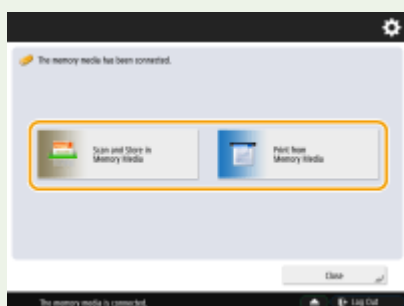 The memory media has been connected.
Scan and Store in
Memory Media
Print from
Memory Media
Close
The memory media is connected.
Log Out